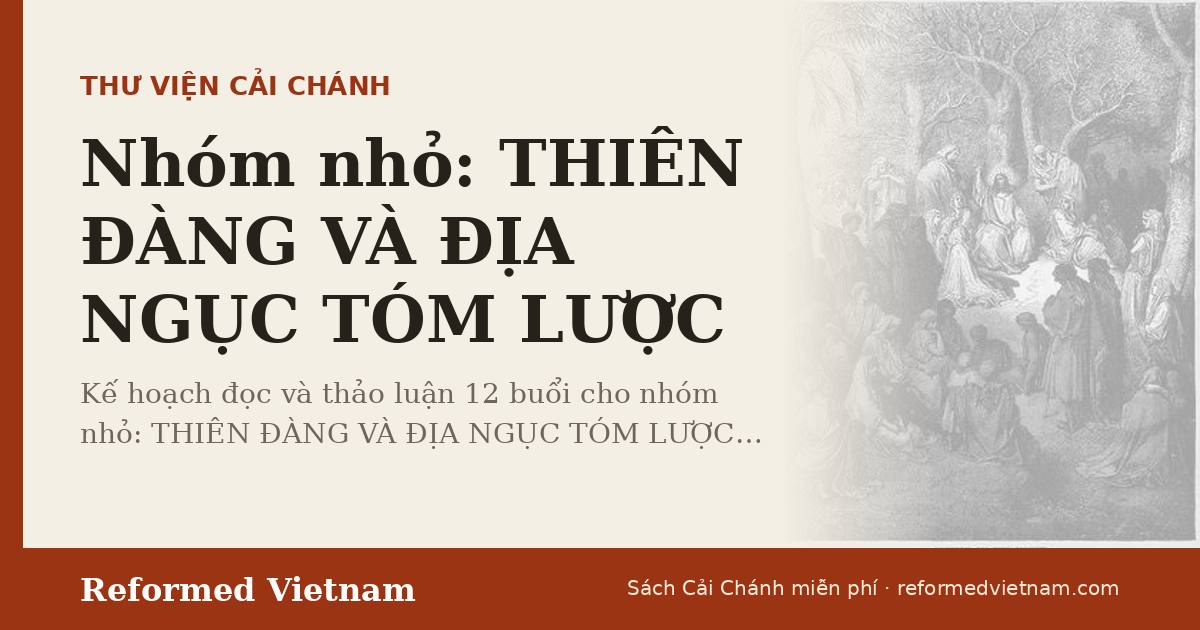 THƯ VIỆN CẢI CHÁNH
Nhóm nhỏ: THIÊN
ĐÀNG VÀ ĐỊA
NGỤC TÓM LƯỢC
Kế hoạch đọc và thảo luận 12 buổi cho nhóm
nhỏ: THIÊN ĐÀNG VÀ ĐỊA NGỤC TÓM LƯỢC...
Reformed Vietnam
Sách Cải Chánh miễn phí · reformedvietnam.com